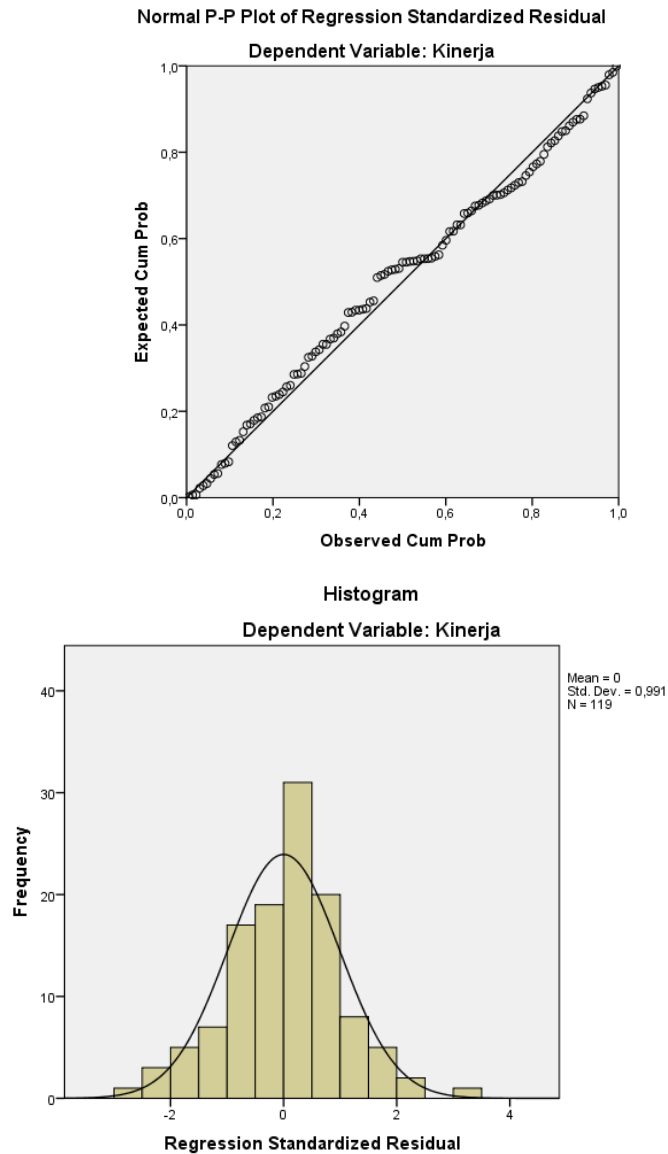 Normal P-P Plot of Regression Standardized Residual
Dependent Variable: Kinerja
1,0
0,8
0,6
0,4
0,2
0,0
Expected Cum Prob
0,0 0,2 0,4 0,6 0,8 1,0
Observed Cum Prob
Histogram
Dependent Variable: Kinerja
Mean = 0
Std. Dev. = 0,991
N = 119
40
30
20
10
0
Frequency
-2 0 2 4
Regression Standardized Residual